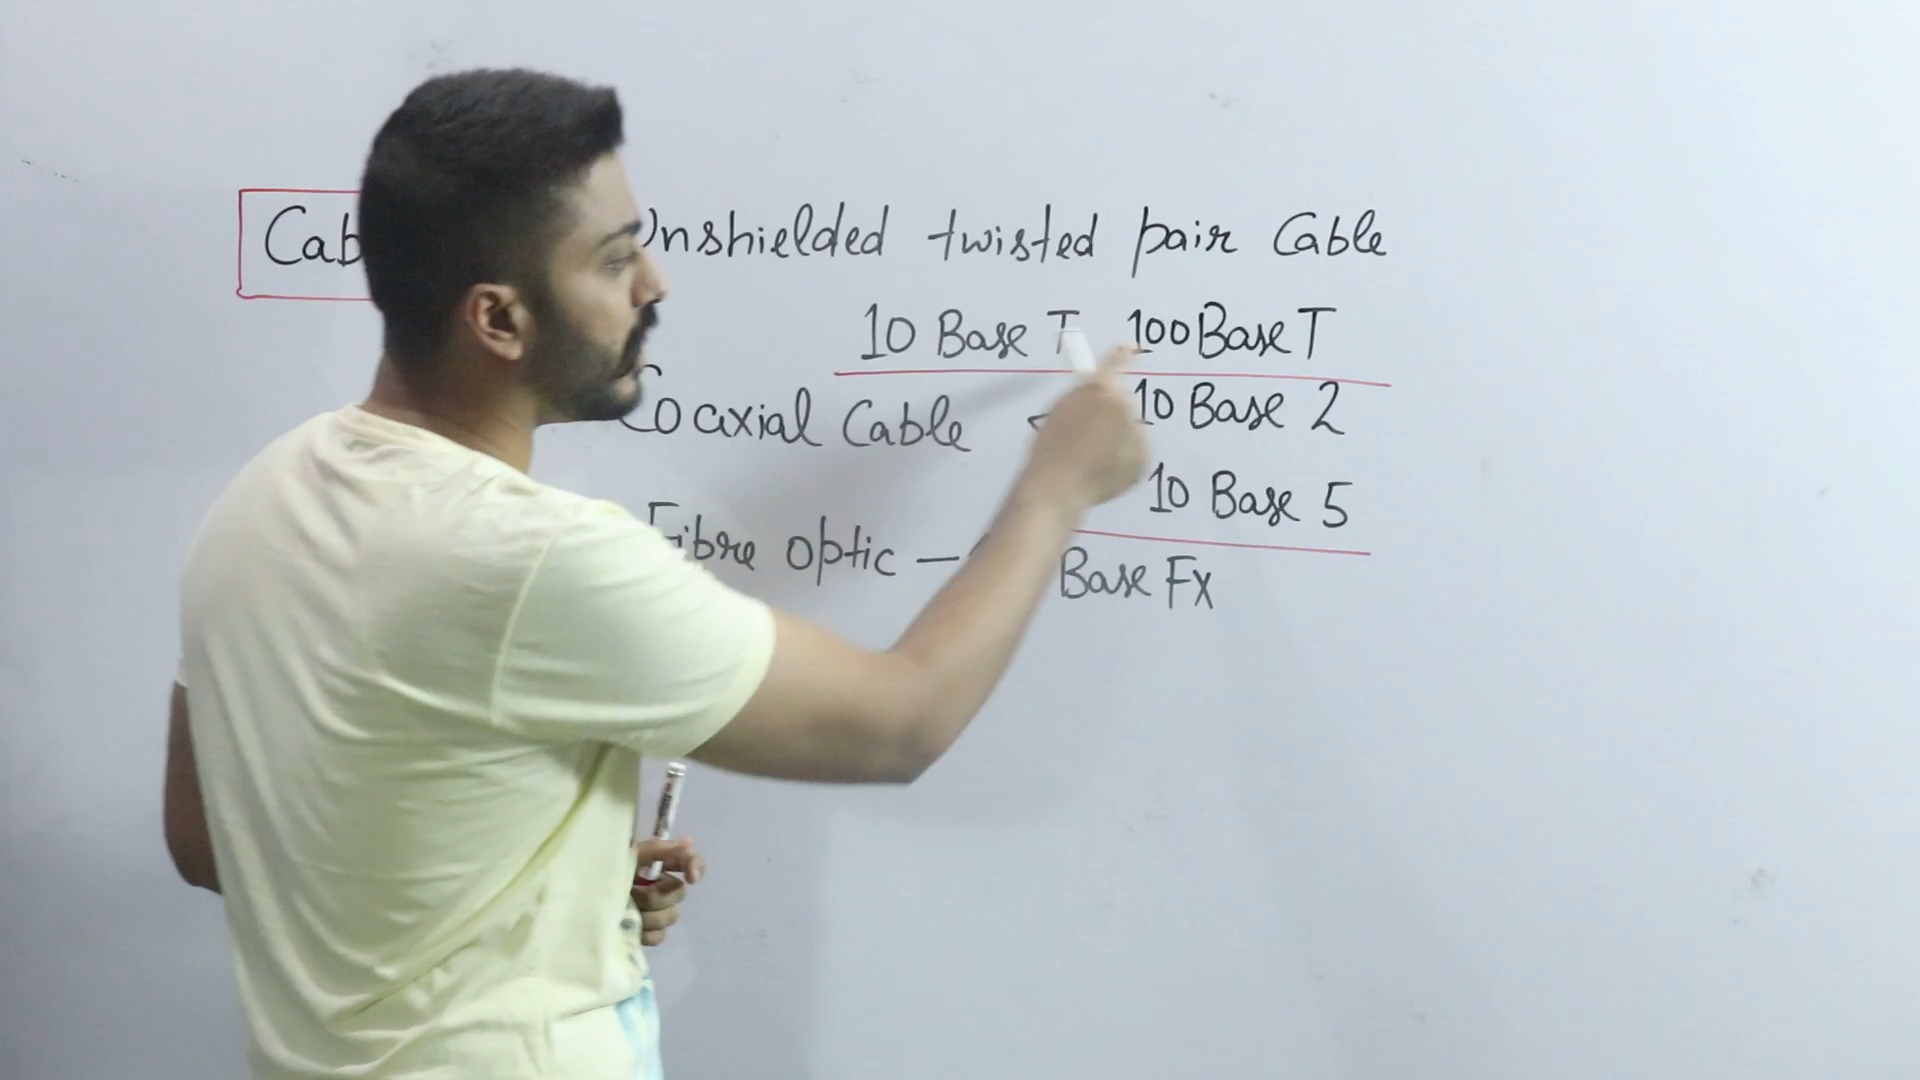 Cab Unshielded twisted pair Cable
10 Base T 100 Base T
Coaxial Cable 10 Base 2
10 Base 5
Fibre optic — Base Fx